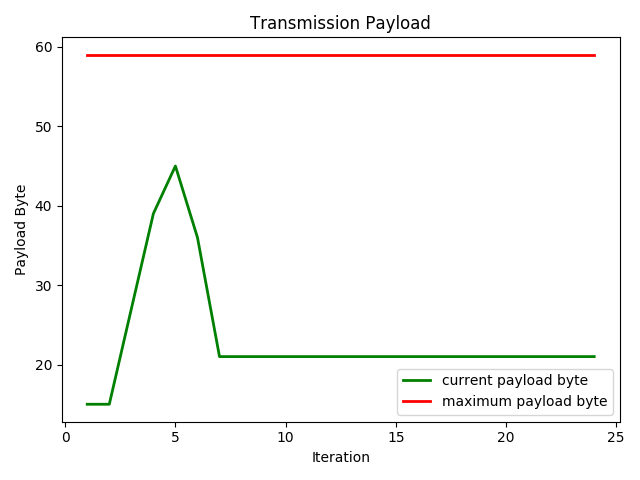 Transmission Payload
Payload Byte
60
50
40
30
20
0
5
10
15
20
25
Iteration
current payload byte
maximum payload byte